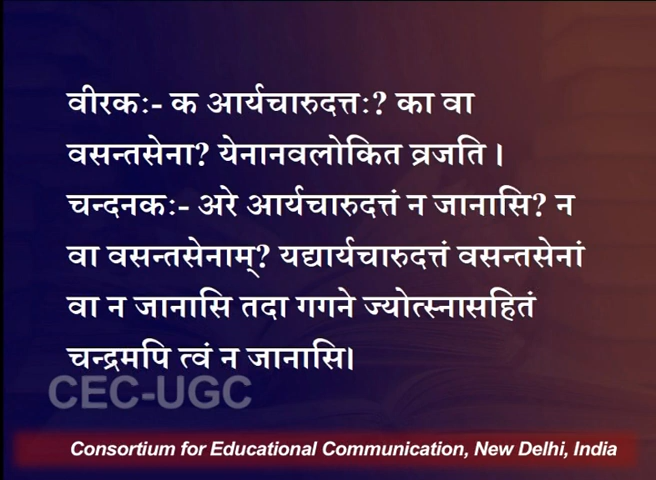 वीरकः- क आर्यचारुदत्तः? का वा
वसन्तसेना? येनानवलोकित व्रजति ।
चन्दनकः- अरे आर्यचारुदत्तं न जानासि? न
वा वसन्तसेनाम्? यद्यार्यचारुदत्तं वसन्तसेनां
वा न जानासि तदा गगने ज्योत्स्नासहितं
चन्द्रमपि त्वं न जानासि।
CEC-UGC
Consortium for Educational Communication, New Delhi, India